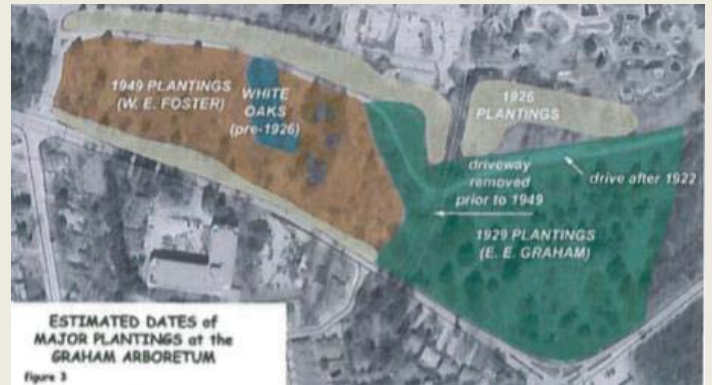 1949 PLANTINGS
(W. E. FOSTER)
WHITE
OAKS
(pre-1926)
1926
PLANTINGS
driveway
removed
prior to 1949
drive after 1922
1929 PLANTINGS
(E. E. GRAHAM)
ESTIMATED DATES of
MAJOR PLANTINGS at the
GRAHAM ARBORETUM
figure 3